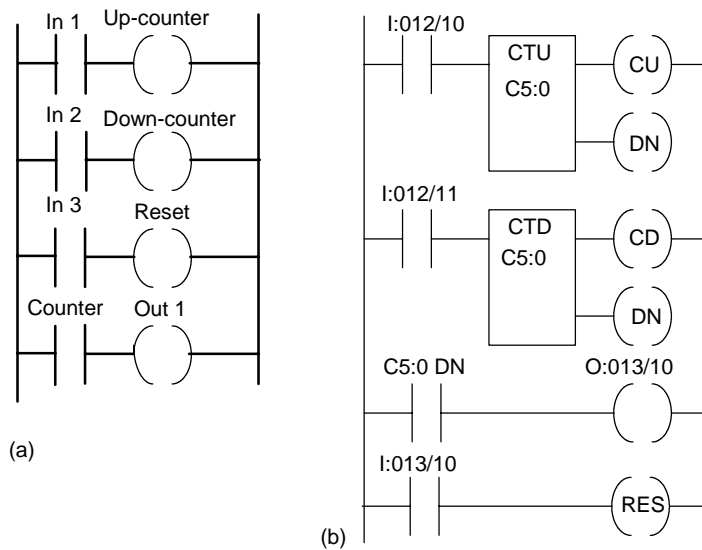 In 1
Up-counter
In 2
Down-counter
In 3
Reset
Counter
Out 1
(a)
I:012/10
CTU
C5:0
CU
DN
I:012/11
CTD
C5:0
CD
DN
C5:0 DN
O:013/10
I:013/10
RES
(b)